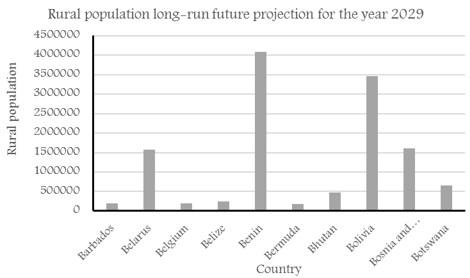 Rural population long-run future projection for the year 2029
Rural population
4500000
4000000
3500000
3000000
2500000
2000000
1500000
1000000
500000
0
Barbados
Belarus
Belgium
Belize
Benin
Bermuda
Bhutan
Bolivia
Bosnia and...
Botswana
Country